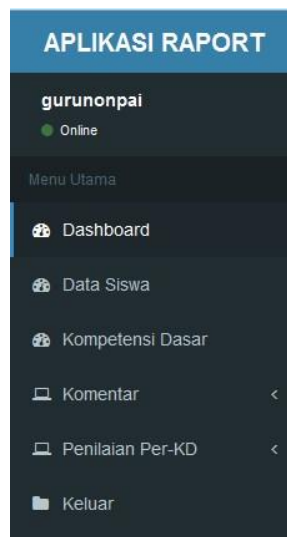 APLIKASI RAPORT
gurunonpai
Online
Menu Utama
Dashboard
Data Siswa
Kompetensi Dasar
Komentar
Penilaian Per-KD
Keluar